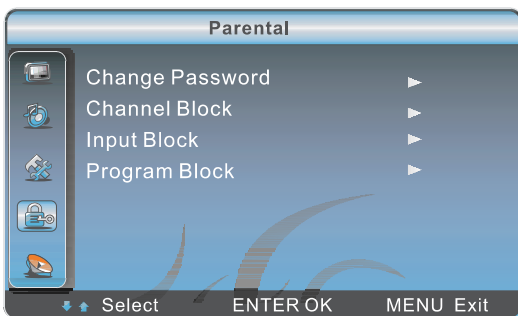 Parental
Change Password
Channel Block
Input Block
Program Block
Select ENTER OK MENU Exit